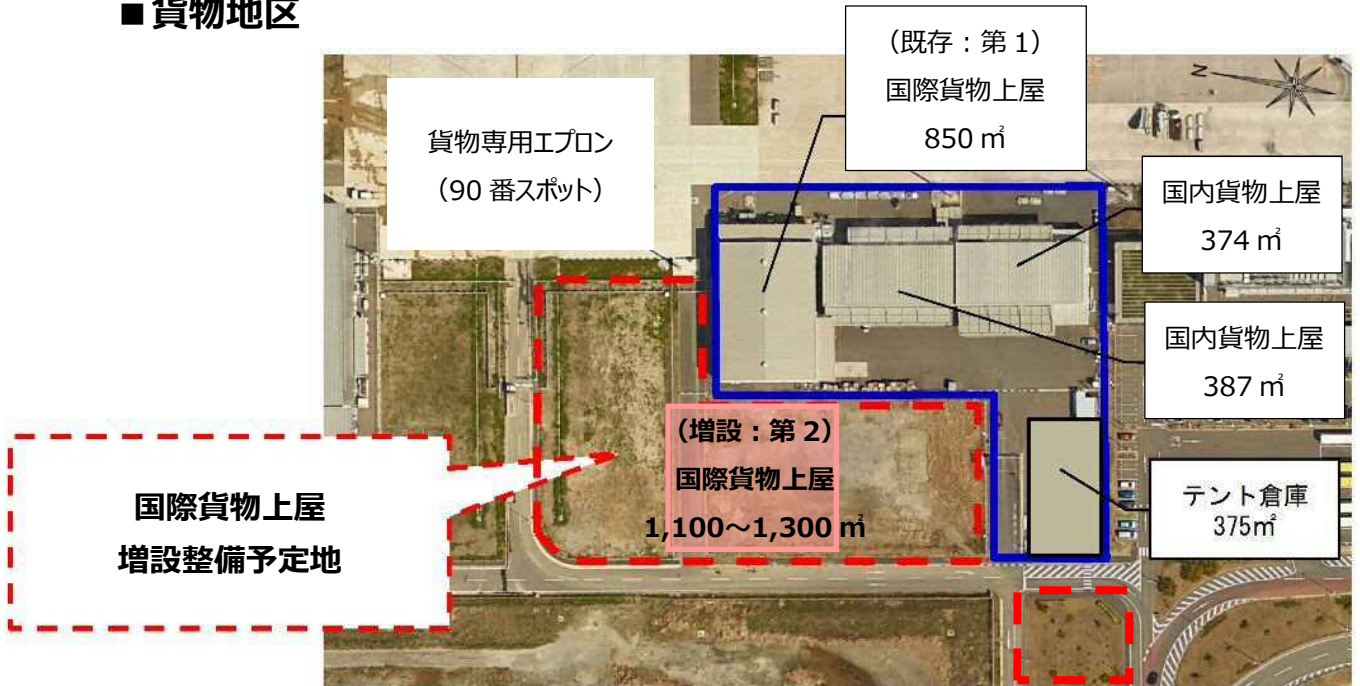 ■貨物地区
（既存：第１）
国際貨物上屋
850 ㎡
N
貨物専用エプロン
（90 番スポット）
国内貨物上屋
374 ㎡
国内貨物上屋
387 ㎡
（増設：第２）
国際貨物上屋
1,100～1,300 ㎡
国際貨物上屋
増設整備予定地
テント倉庫
375㎡